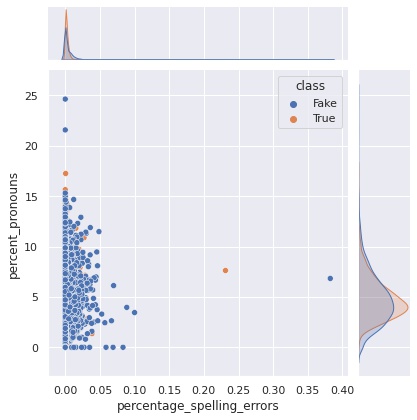 class
Fake
True
25
20
15
10
5
0
percent_pronouns
0.00 0.05 0.10 0.15 0.20 0.25 0.30 0.35 0.40
percentage_spelling_errors